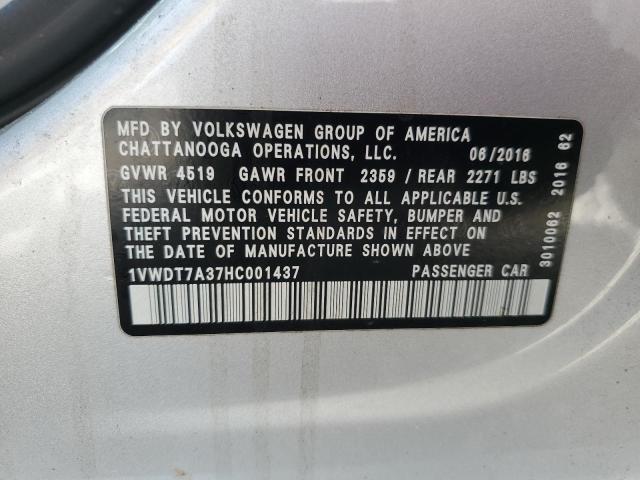 MFD BY VOLKSWAGEN GROUP OF AMERICA
CHATTANOOGA OPERATIONS, LLC. 06/2016
GVWR 4519 GAWR FRONT 2359 / REAR 2271 LBS
THIS VEHICLE CONFORMS TO ALL APPLICABLE U.S.
FEDERAL MOTOR VEHICLE SAFETY, BUMPER AND
THEFT PREVENTION STANDARDS IN EFFECT ON
THE DATE OF MANUFACTURE SHOWN ABOVE
1VWDT7A37HC001437 PASSENGER CAR
3010062 2016 62